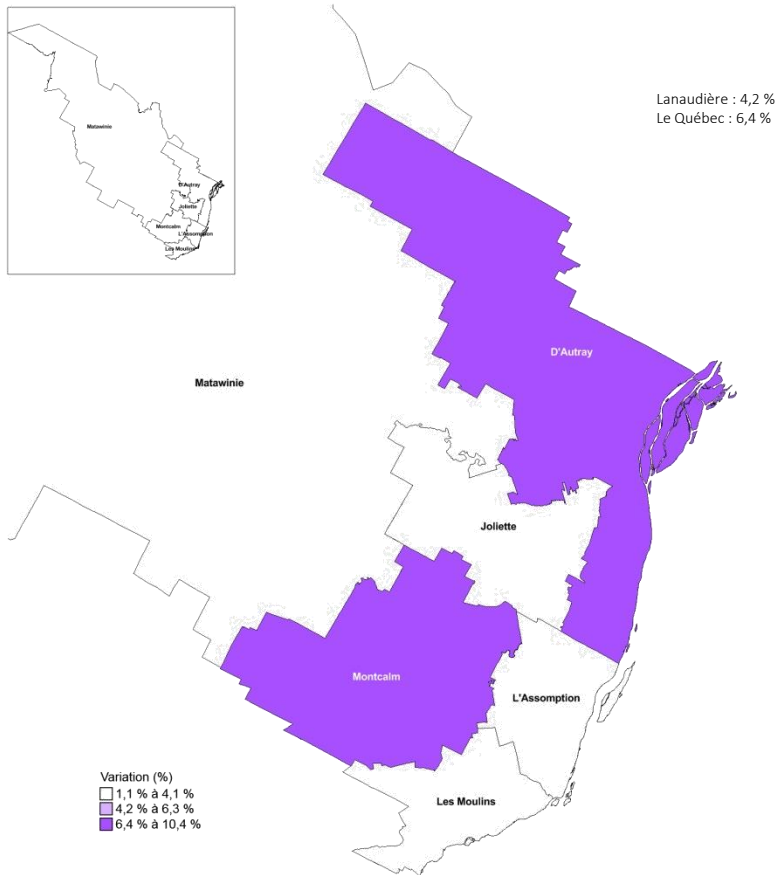 Matawinie
D'Autray
Joliette
Montcalm
L'Assomption
Les Moulins
Lanaudière : 4,2 %
Le Québec : 6,4 %
D'Autray
Matawinie
Joliette
Montcalm
L'Assomption
Les Moulins
Variation (%)
1,1 % à 4,1 %
4,2 % à 6,3 %
6,4 % à 10,4 %